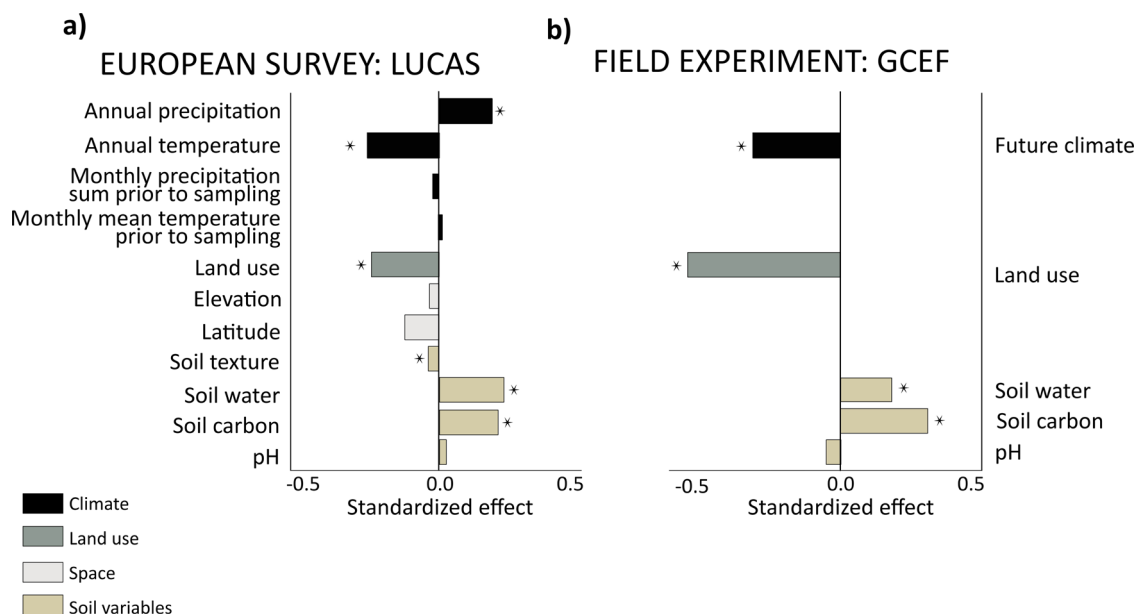 a)
EUROPEAN SURVEY: LUCAS
Annual precipitation
Annual temperature
Monthly precipitation
sum prior to sampling
Monthly mean temperature
prior to sampling
Land use
Elevation
Latitude
Soil texture
Soil water
Soil carbon
pH
-0.5 0.0 0.5
Standardized effect
b)
FIELD EXPERIMENT: GCEF
Future climate
Land use
Soil water
Soil carbon
pH
-0.5 0.0 0.5
Standardized effect
Climate
Land use
Space
Soil variables